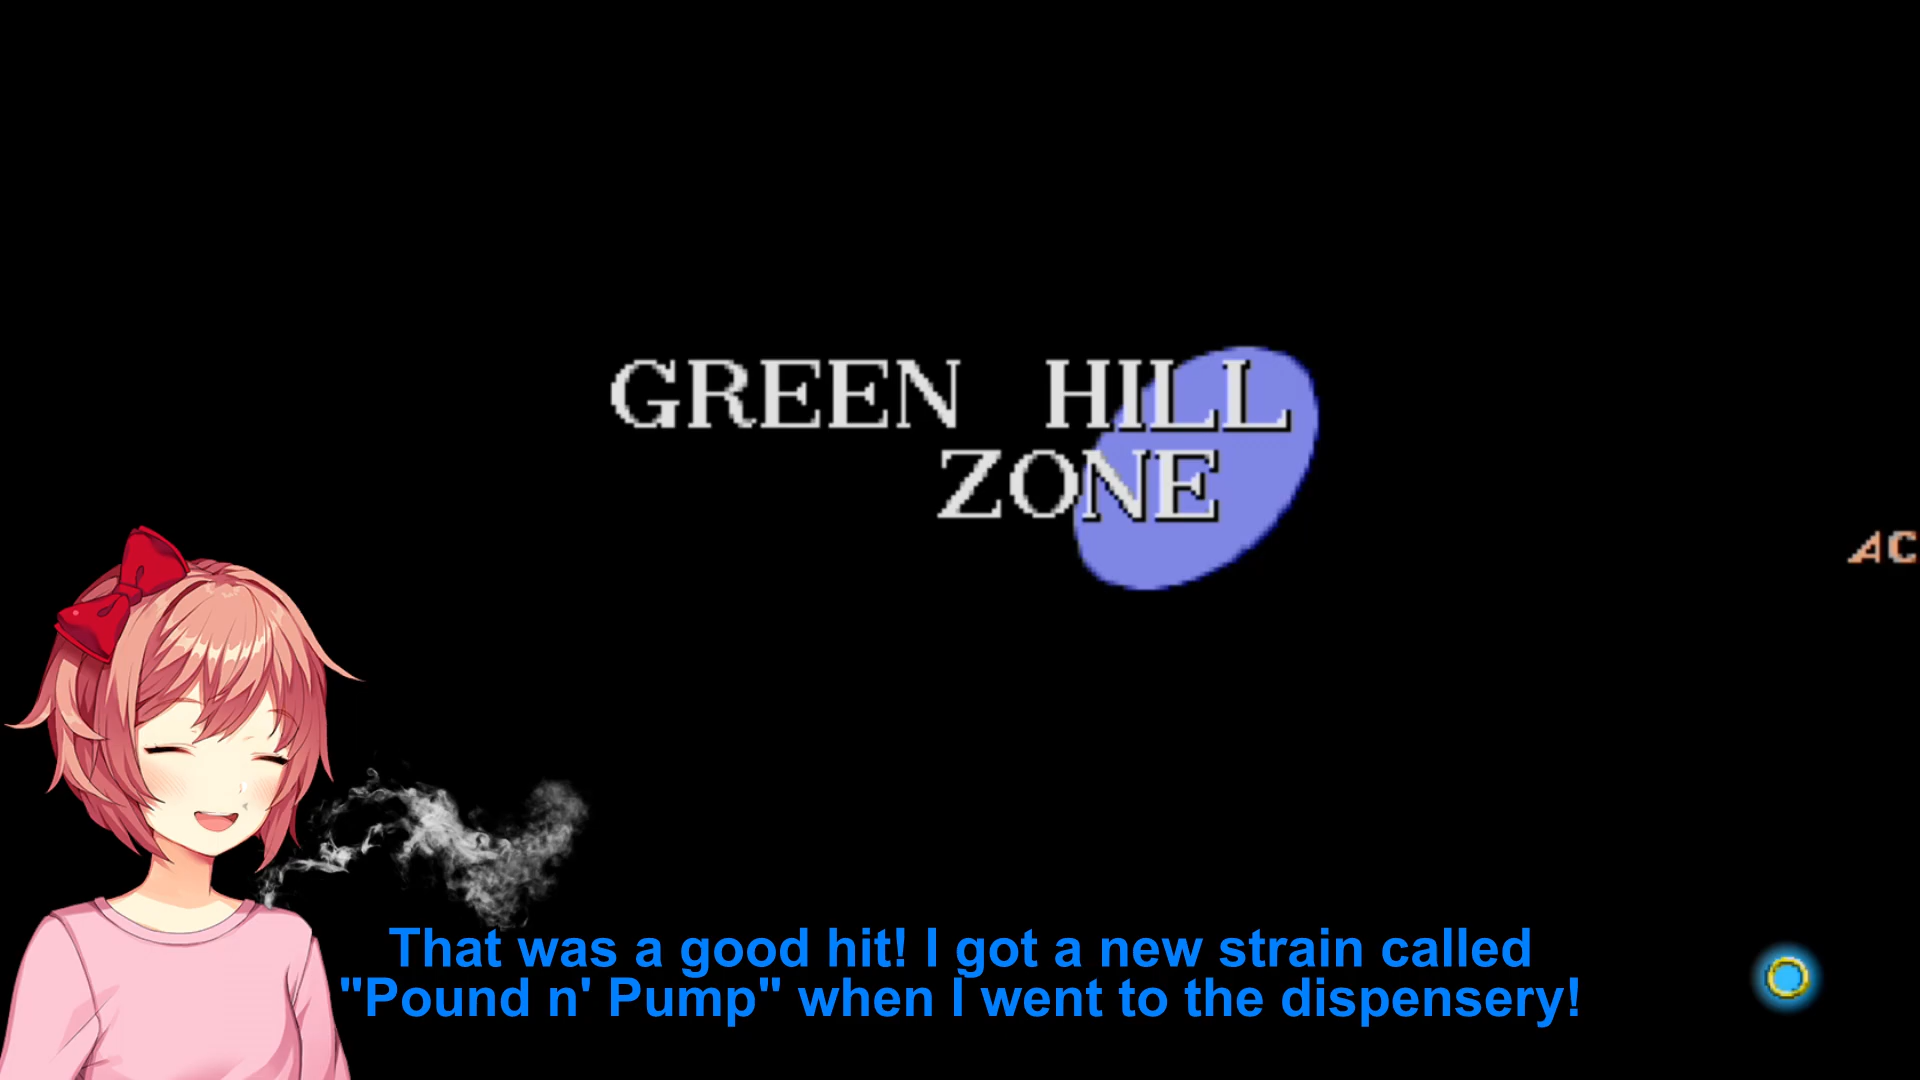 GREEN HILL
ZONE
AC
That was a good hit! I got a new strain called
"Pound n' Pump" when I went to the dispensery!